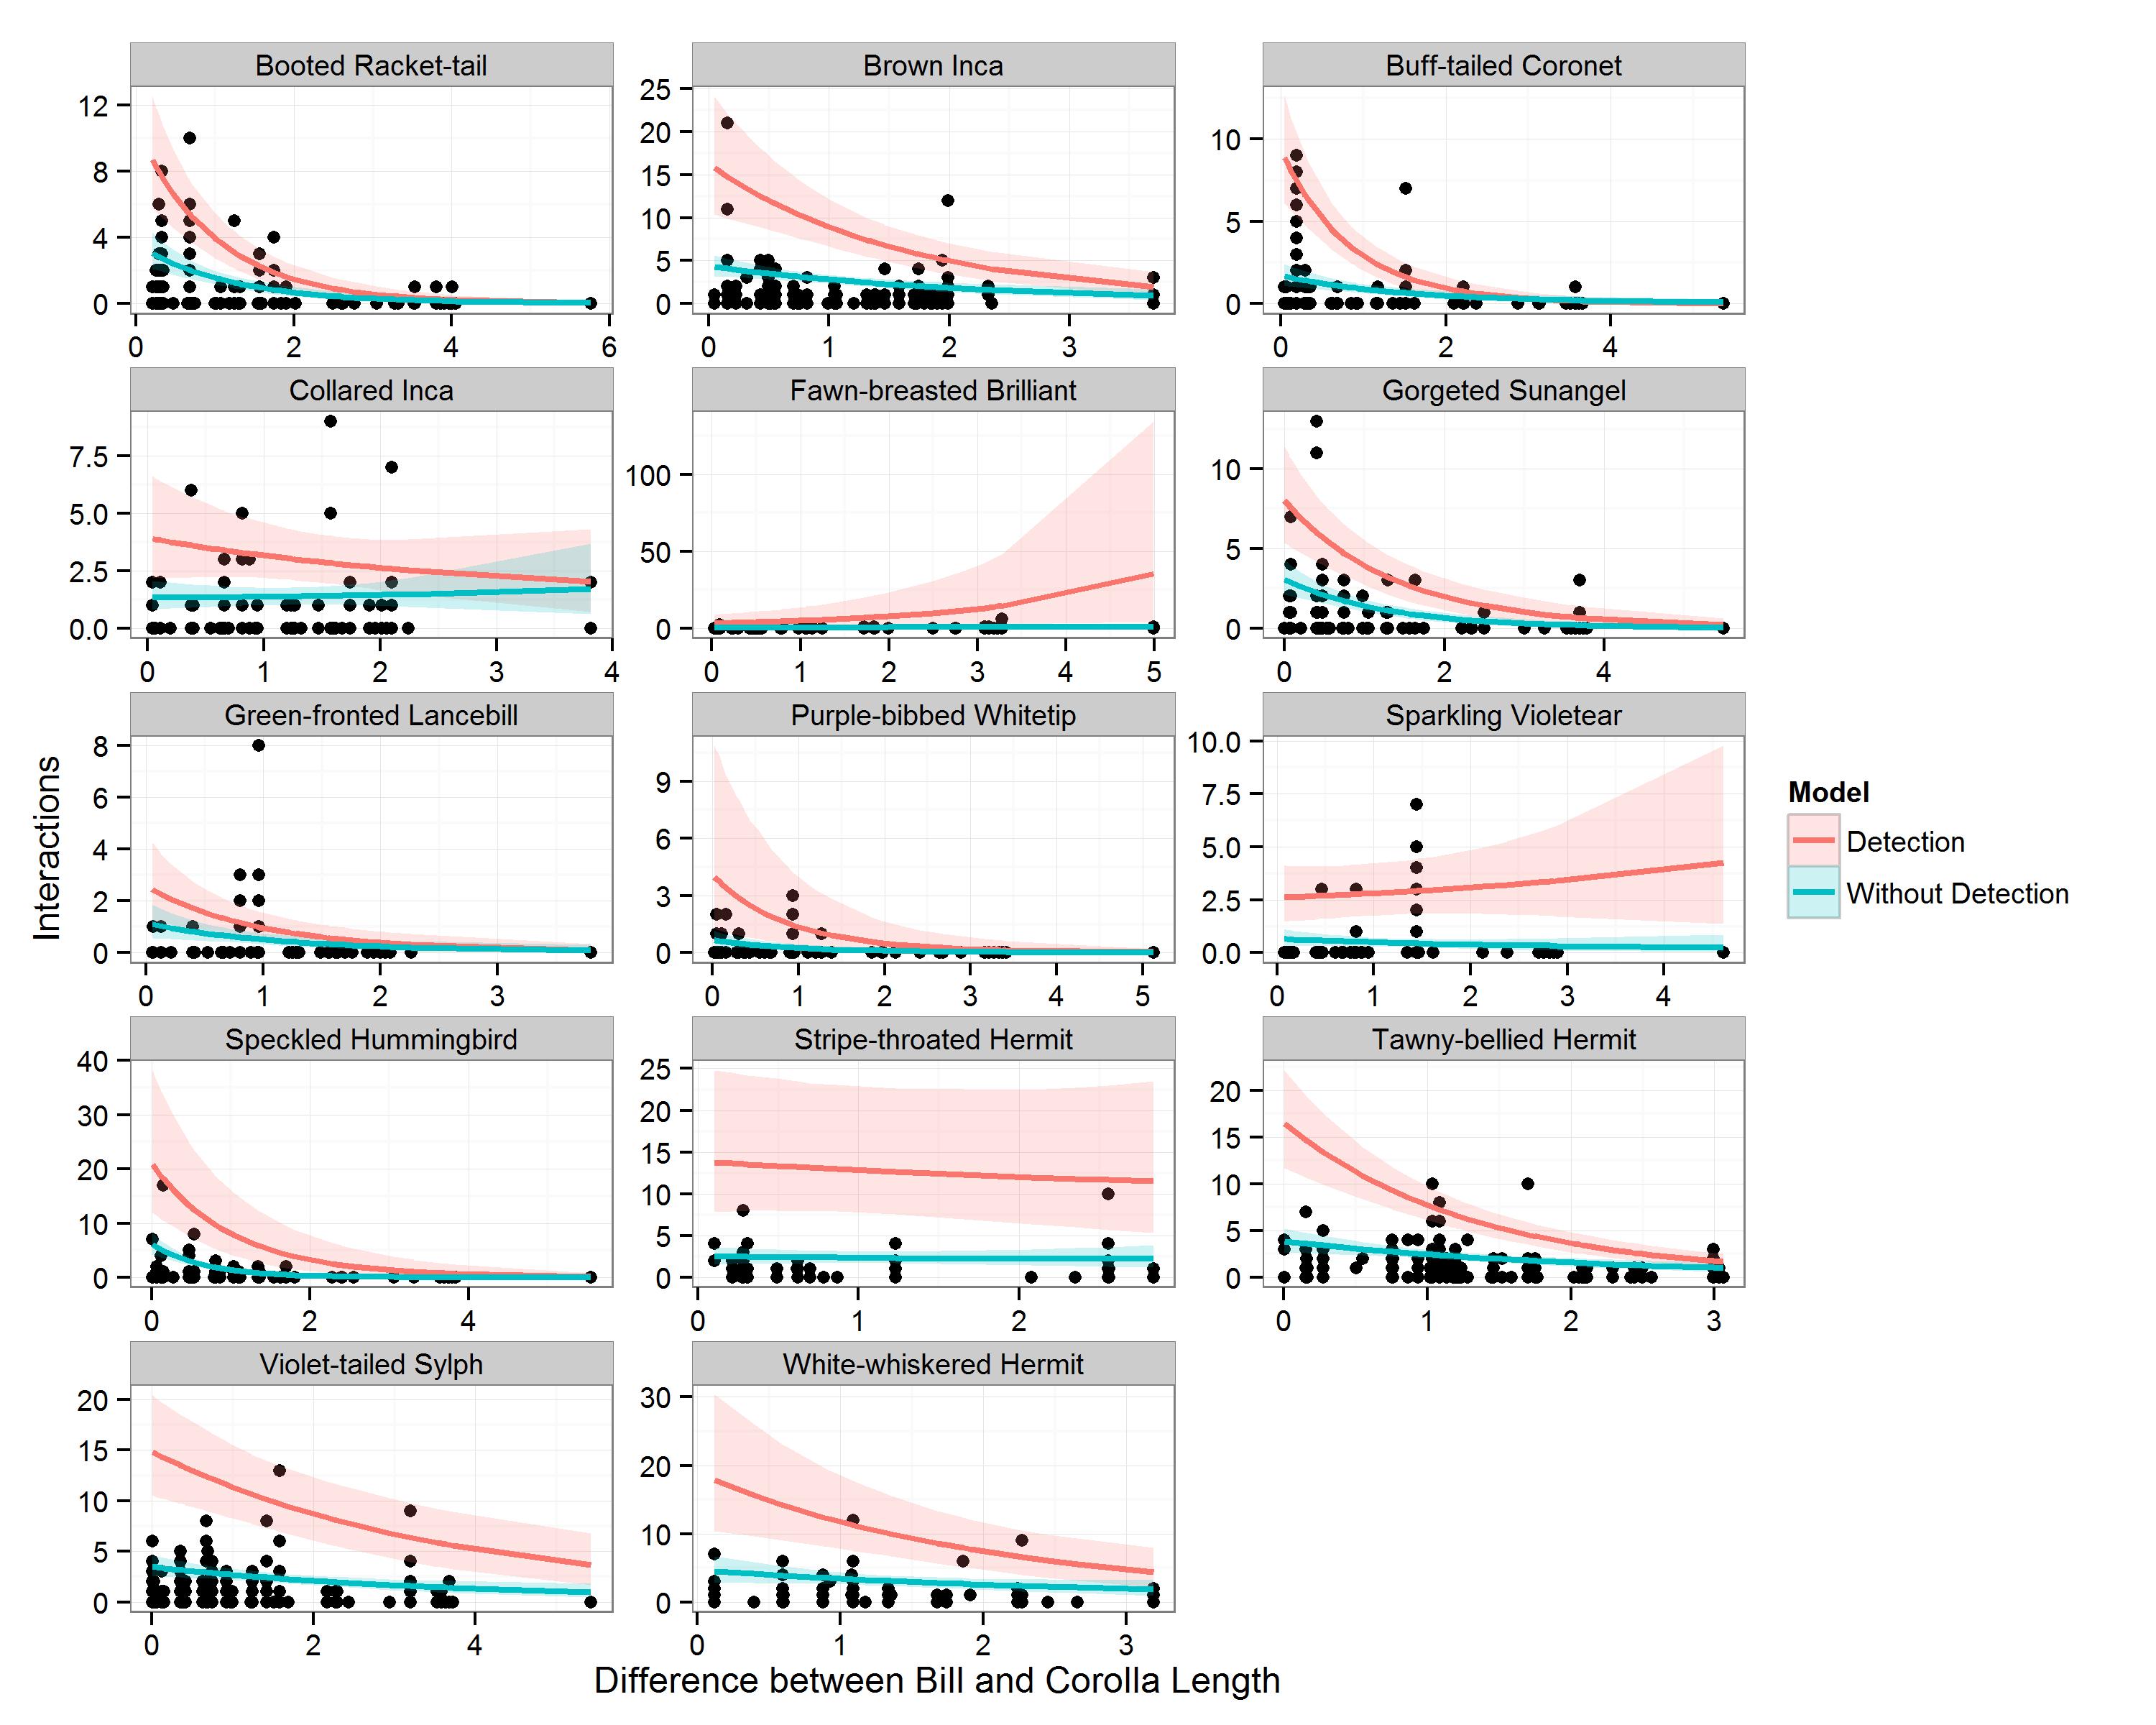 Booted Racket-tail Brown Inca Buff-tailed Coronet
12
8
4
0
0 2 4 6
25
20
15
10
5
0
0 1 2 3
10
5
0
0 2 4
Collared Inca Fawn-breasted Brilliant Gorgeted Sunangel
7.5
5.0
2.5
0.0
0 1 2 3 4
100
50
0
0 1 2 3 4 5
10
5
0
0 2 4
Green-fronted Lancebill Purple-bibbed Whitetip Sparkling Violetear
8
6
4
2
0
0 1 2 3
9
6
3
0
0 1 2 3 4 5
10.0
7.5
5.0
2.5
0.0
0 1 2 3 4
Speckled Hummingbird Stripe-throated Hermit Tawny-bellied Hermit
40
30
20
10
0
0 2 4
25
20
15
10
5
0
0 1 2
20
15
10
5
0
0 1 2 3
Violet-tailed Sylph White-whiskered Hermit
20
15
10
5
0
0 2 4
30
20
10
0
0 1 2 3
Interactions
Difference between Bill and Corolla Length
Model
Detection
Without Detection